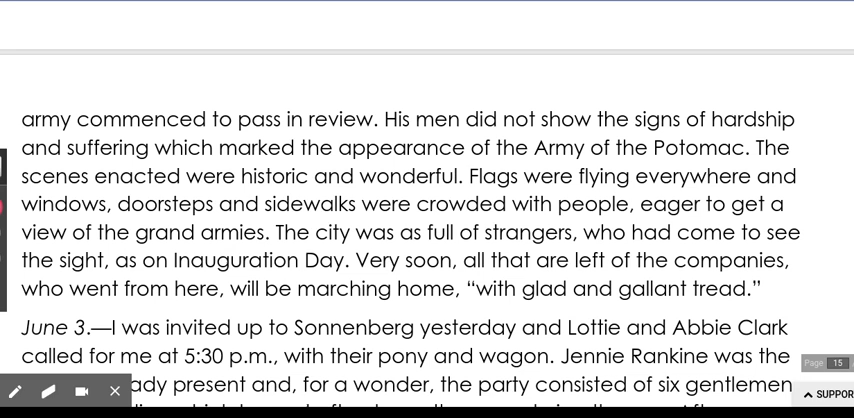 army commenced to pass in review. His men did not show the signs of hardship
and suffering which marked the appearance of the Army of the Potomac. The
scenes enacted were historic and wonderful. Flags were flying everywhere and
windows, doorsteps and sidewalks were crowded with people, eager to get a
view of the grand armies. The city was as full of strangers, who had come to see
the sight, as on Inauguration Day. Very soon, all that are left of the companies,
who went from here, will be marching home, “with glad and gallant tread.”
June 3.—I was invited up to Sonnenberg yesterday and Lottie and Abbie Clark
called for me at 5:30 p.m., with their pony and wagon. Jennie Rankine was the
Page 15
ady present and, for a wonder, the party consisted of six gentlemen
SUPPOR